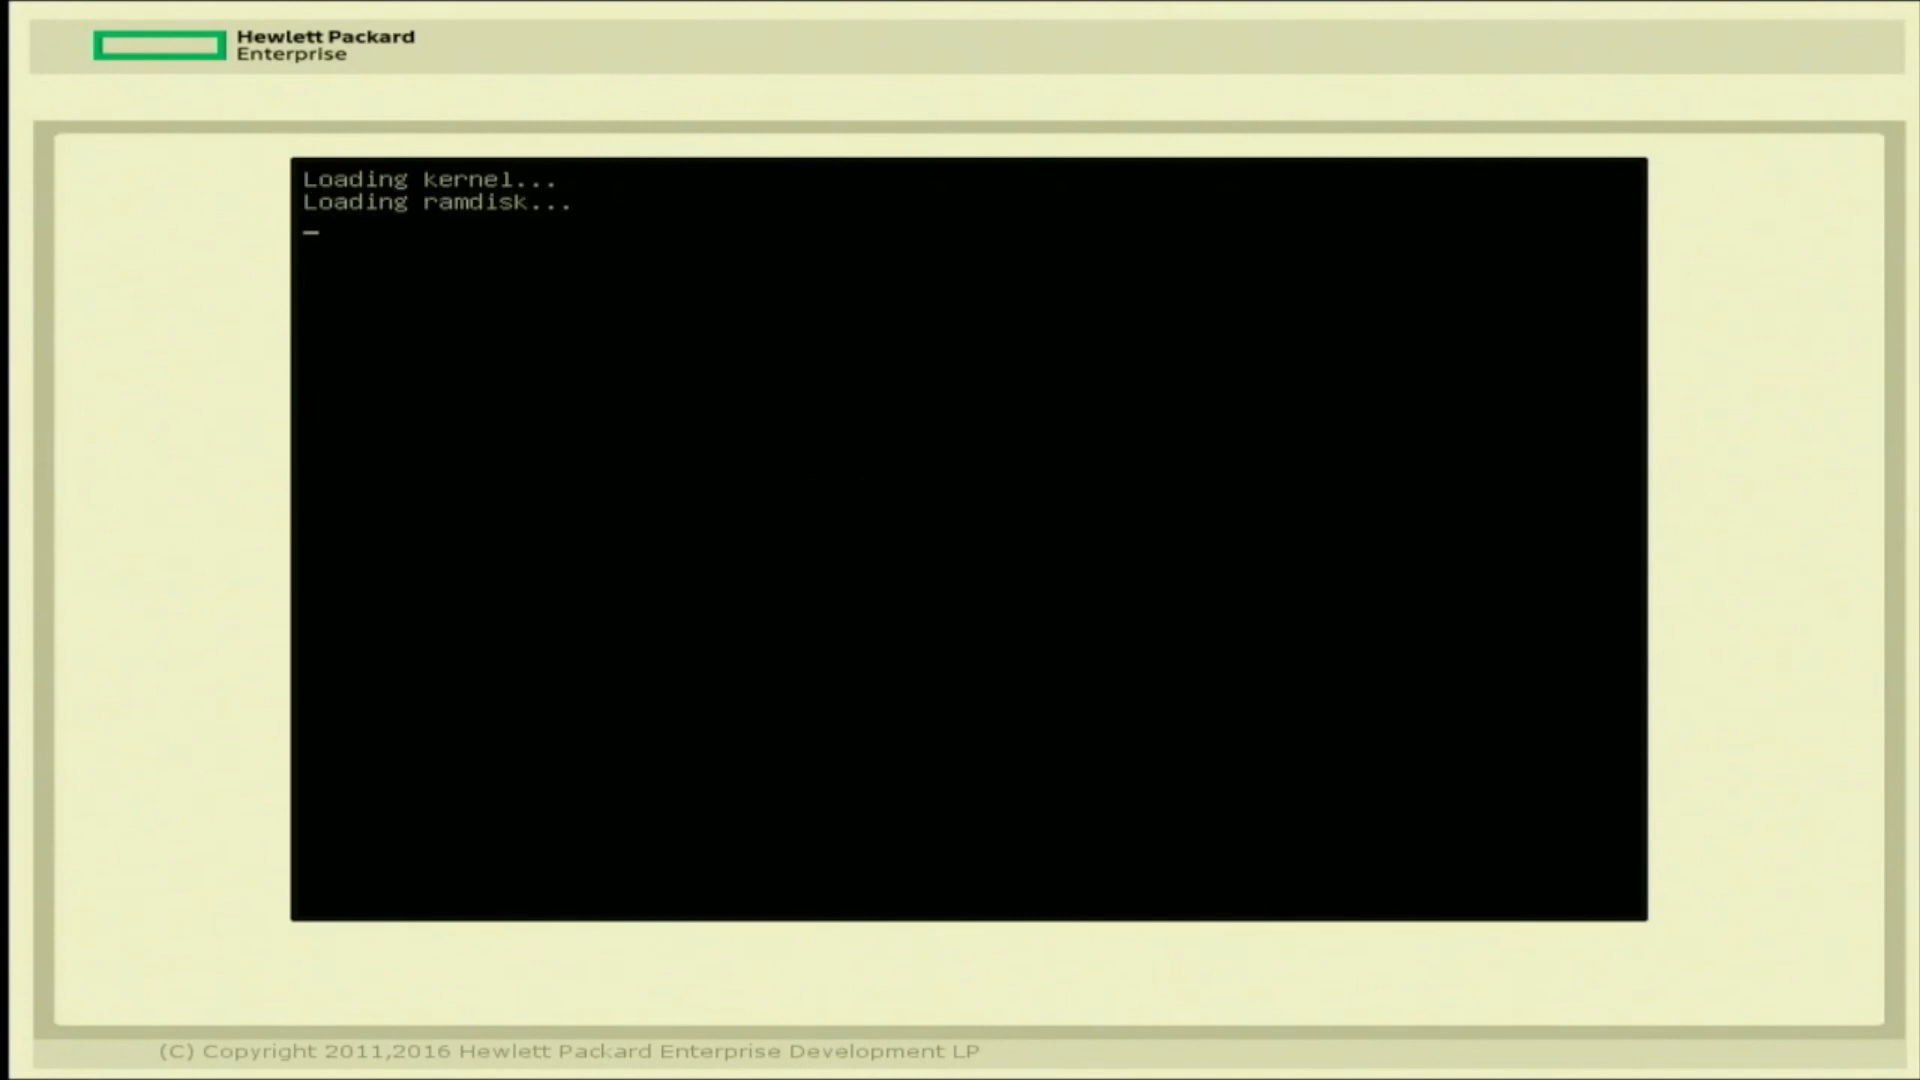 Hewlett Packard
Enterprise
Loading kernel...
Loading ramdisk...
(C) Copyright 2011,2016 Hewlett Packard Enterprise Development LP